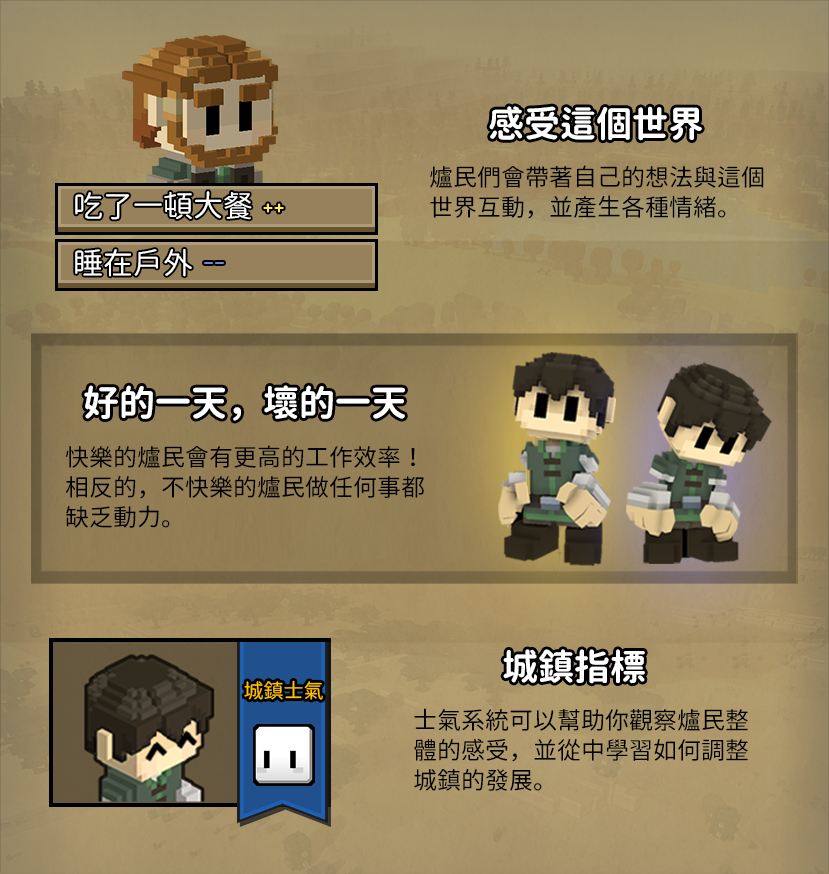 感受這個世界
爐民們會帶著自己的想法與這個
世界互動，並產生各種情緒。
吃了一頓大餐 ++
睡在戶外 --
好的一天，壞的一天
快樂的爐民會有更高的工作效率！
相反的，不快樂的爐民做任何事都
缺乏動力。
城鎮士氣
城鎮指標
士氣系統可以幫助你觀察爐民整
體的感受，並從中學習如何調整
城鎮的發展。